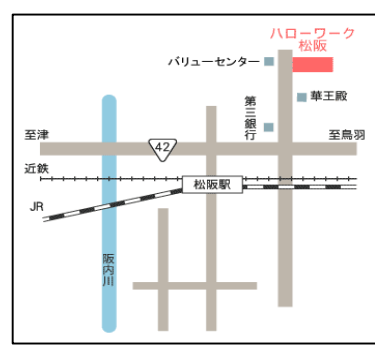 ハローワーク
松阪
バリューセンター
華王殿
第三銀行
至津
至鳥羽
42
近鉄
松阪駅
JR
阪内川